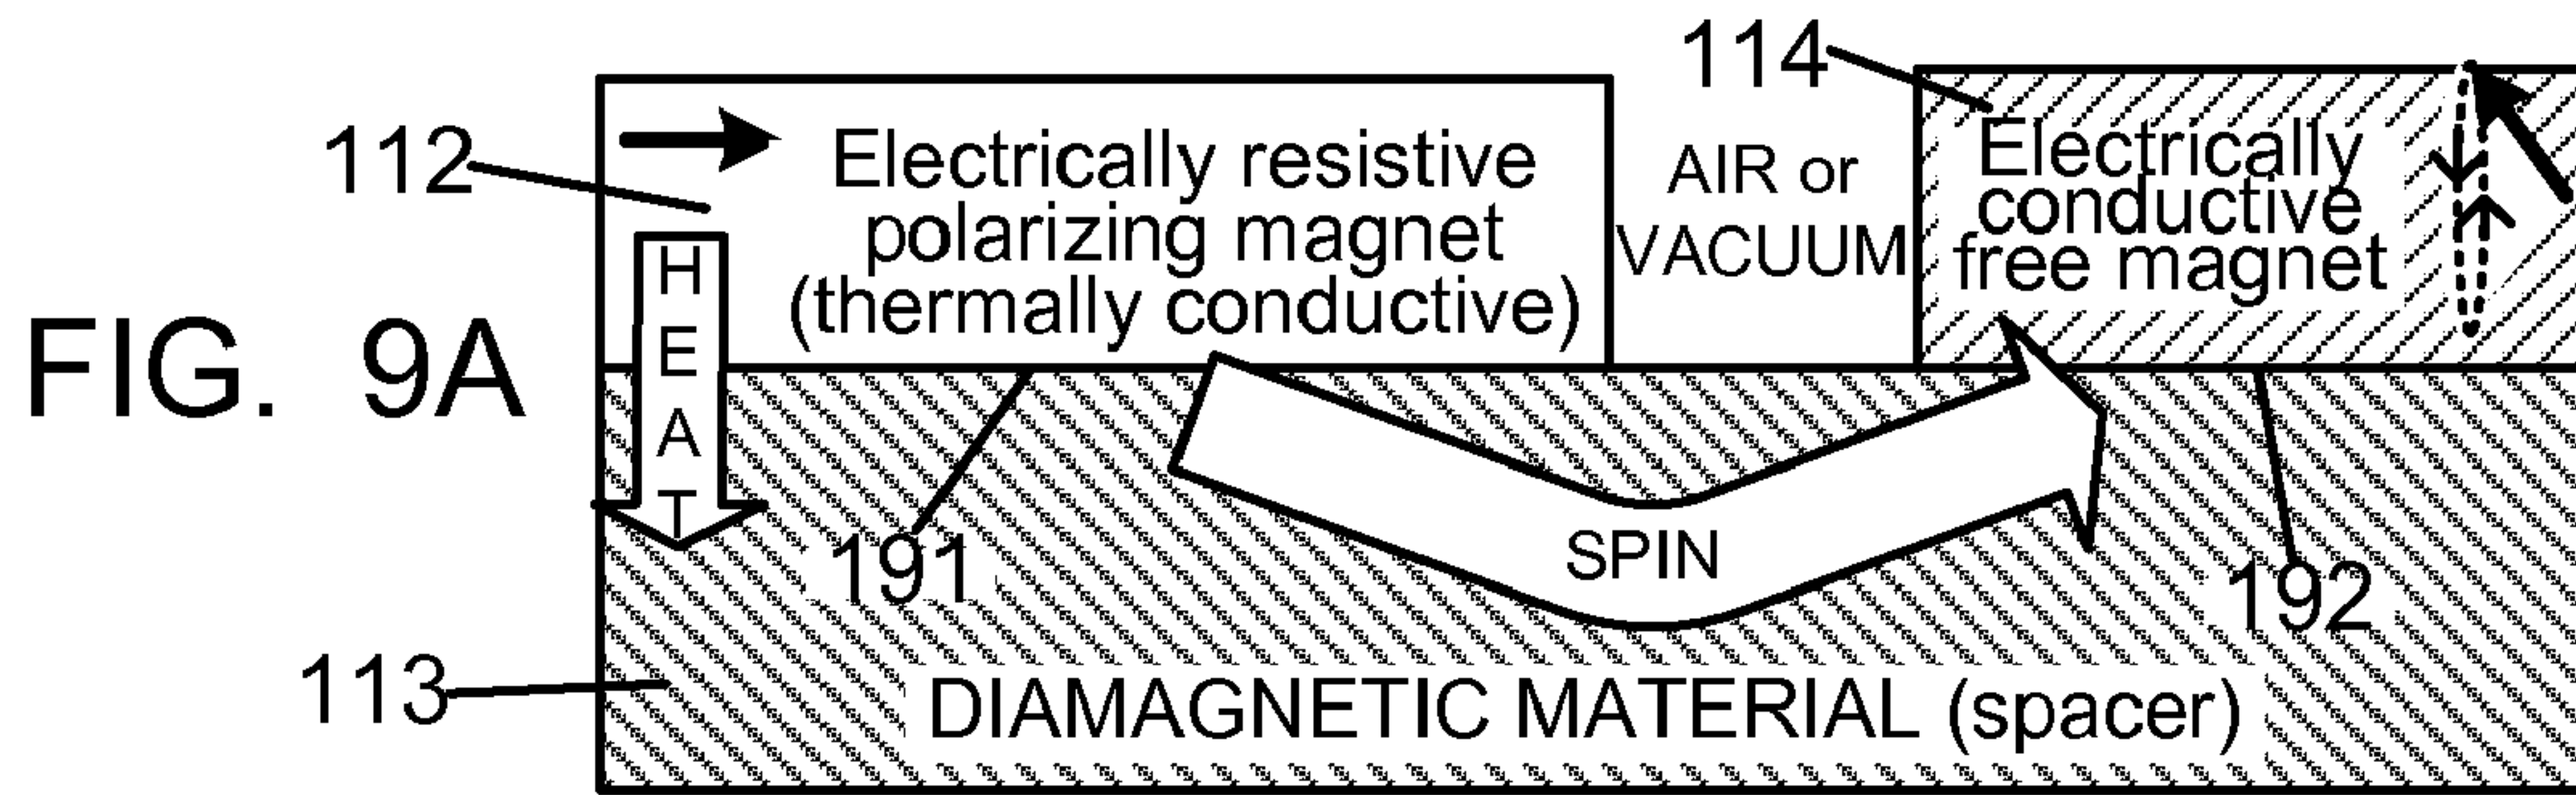 FIG. 9A
112
HEAT
Electrically resistive
polarizing magnet
(thermally conductive)
AIR or
VACUUM
114
Electrically
conductive
free magnet
191
SPIN
192
113
DIAMAGNETIC MATERIAL (spacer)